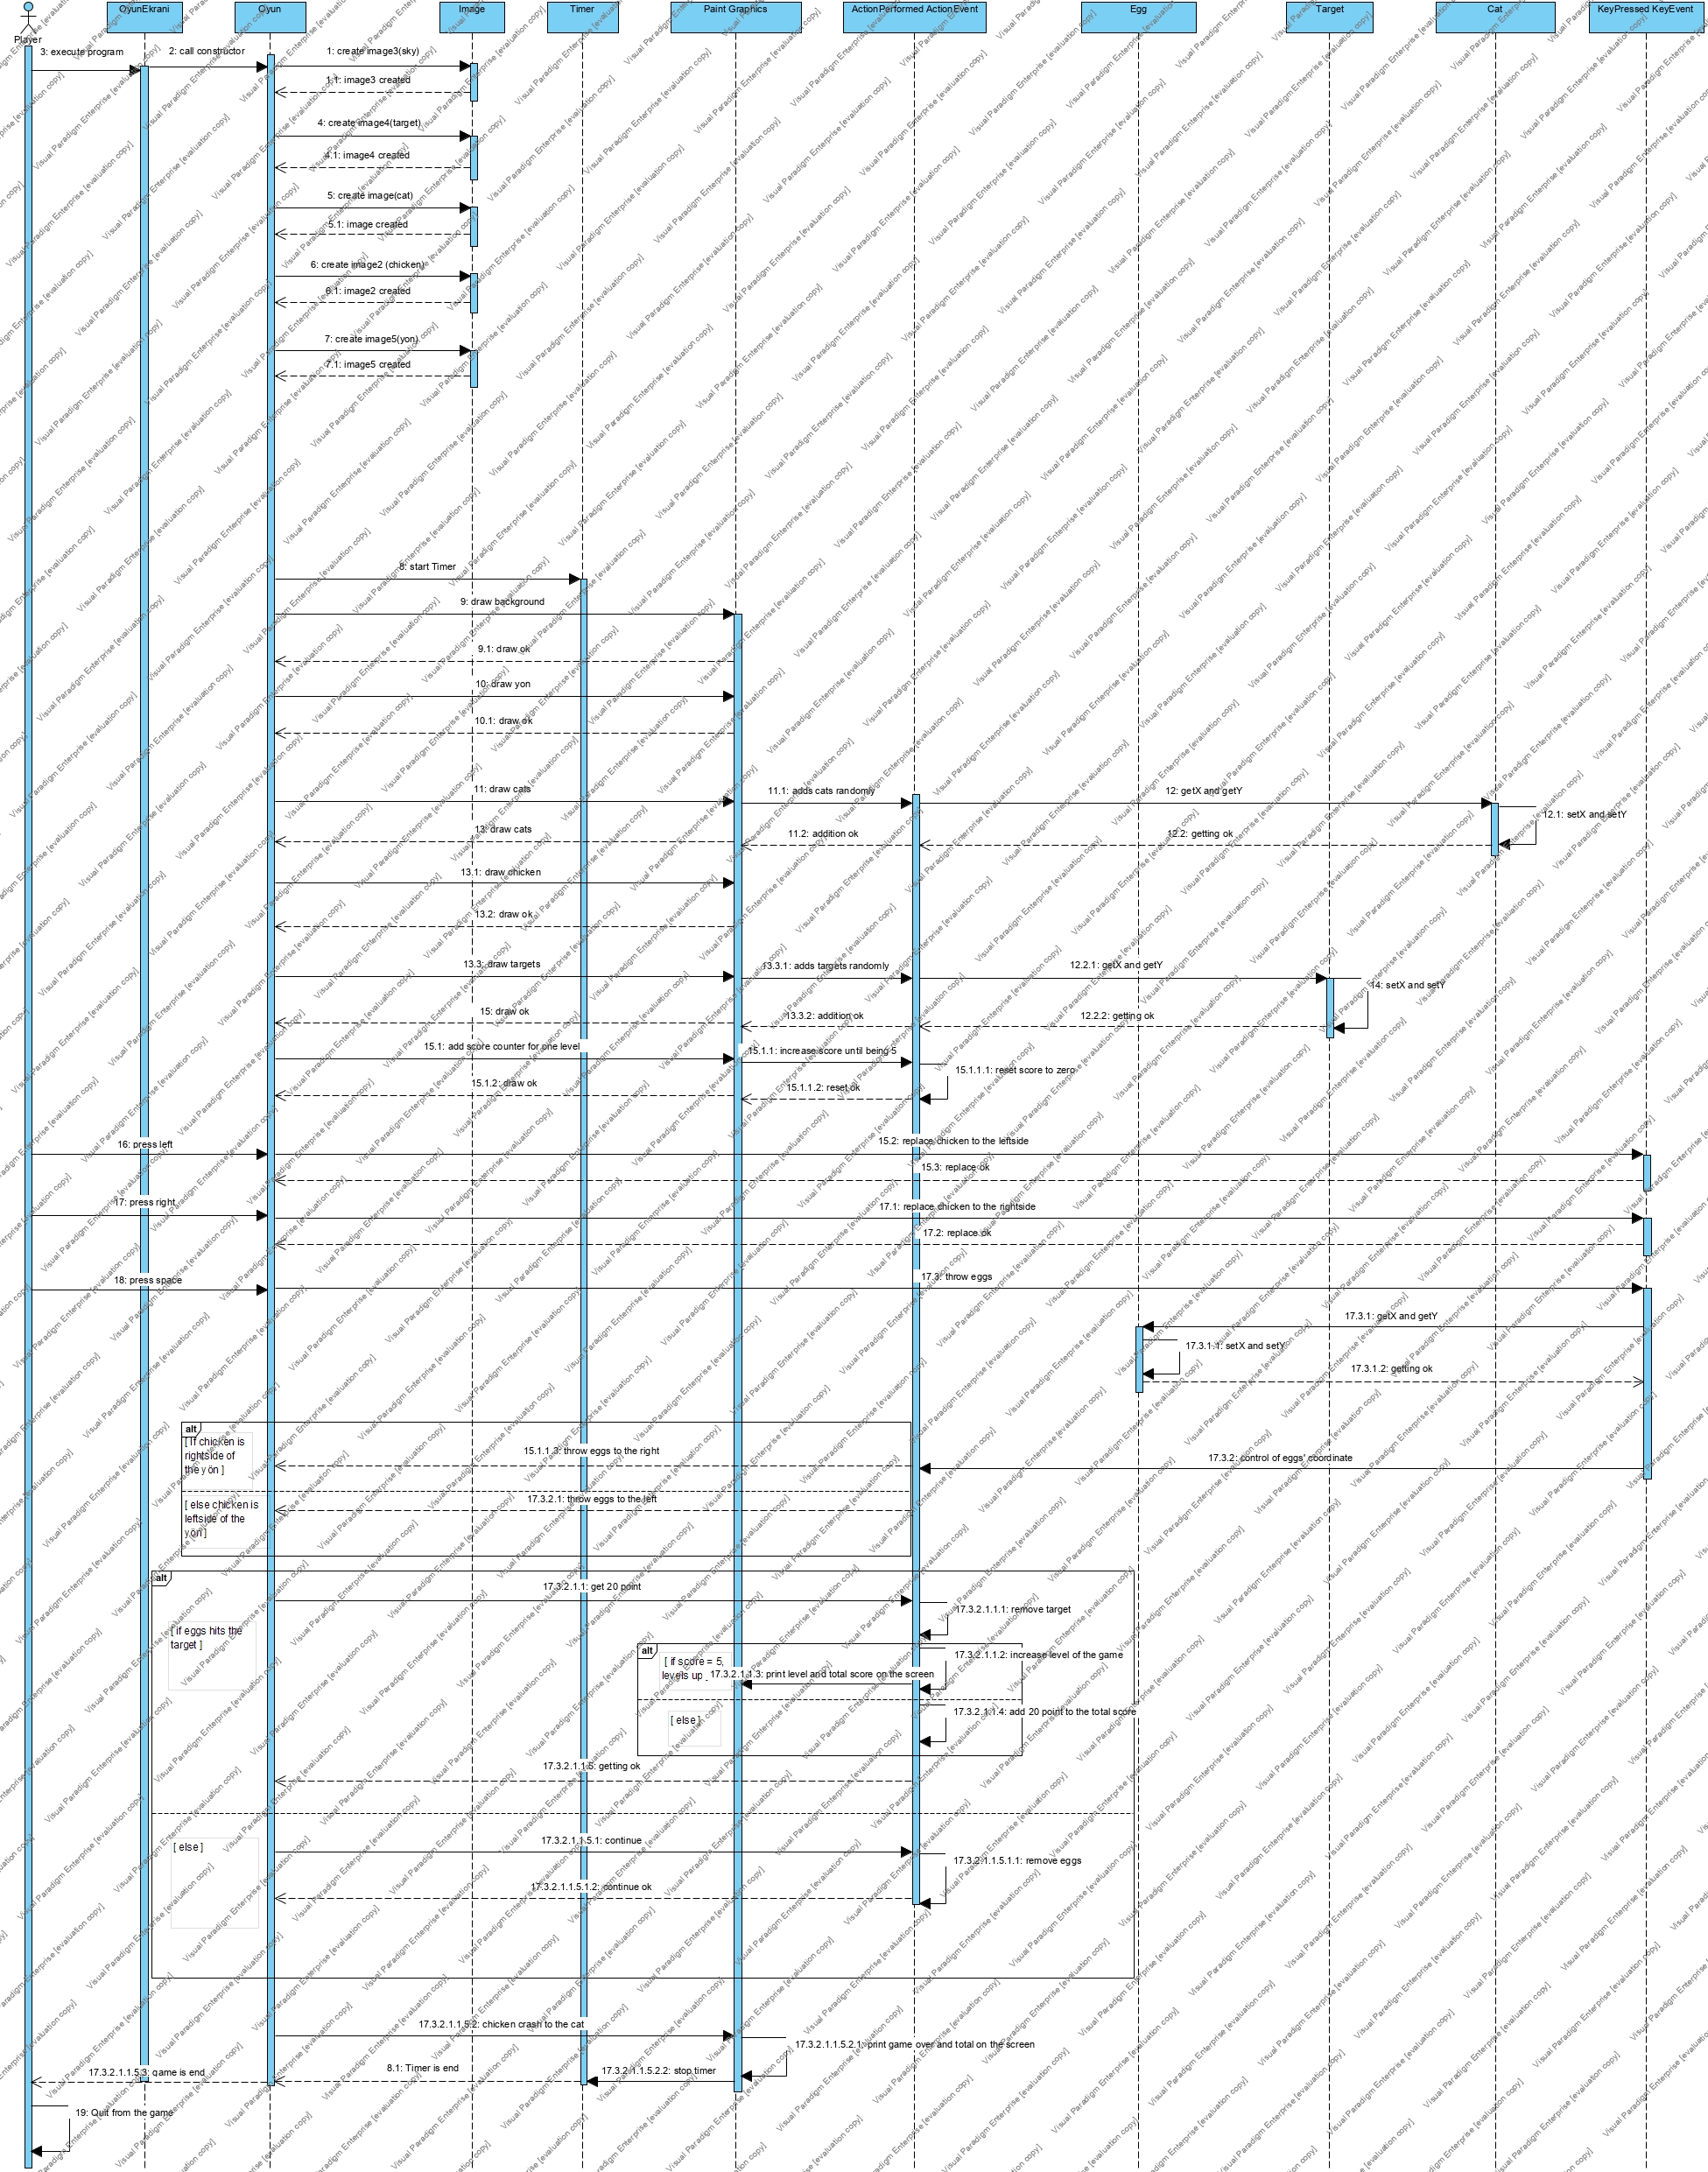 OyunEkrani
Oyun
Image
Timer
Paint Graphics
ActionPerformed ActionEvent
Egg
Target
Cat
KeyPressed KeyEvent
Player
3: execute program
2: call constructor
1: create image3(sky)
1.1: image3 created
4: create image4(target)
4.1: image4 created
5: create image(cat)
5.1: image created
6: create image2 (chicken)
6.1: image2 created
7: create image5(yon)
7.1: image5 created
8: start Timer
9: draw background
9.1: draw ok
10: draw yon
10.1: draw ok
11: draw cats
11.1: adds cats randomly
12: getX and getY
12.1: setX and setY
13: draw cats
11.2: addition ok
12.2: getting ok
13.1: draw chicken
13.2: draw ok
13.3: draw targets
13.3.1: adds targets randomly
12.2.1: getX and getY
14: setX and setY
15: draw ok
13.3.2: addition ok
12.2.2: getting ok
15.1: add score counter for one level
15.1.1: increase score until being 5
15.1.1.1: reset score to zero
15.1.2: draw ok
15.1.1.2: reset ok
16: press left
15.2: replace chicken to the leftside
15.3: replace ok
17: press right
17.1: replace chicken to the rightside
17.2: replace ok
18: press space
17.3: throw eggs
17.3.1: getX and getY
17.3.1.1: setX and setY
17.3.1.2: getting ok
alt
[ If chicken is
rightside of
the yön ]
15.1.1.3: throw eggs to the right
17.3.2: control of eggs' coordinate
17.3.2.1: throw eggs to the left
[ else chicken is
leftside of the
yön ]
alt
17.3.2.1.1: get 20 point
17.3.2.1.1.1: remove target
[ if eggs hits the
target ]
alt
[ if score = 5,
levels up
17.3.2.1.1.2: increase level of the game
17.3.2.1.1.3: print level and total score on the screen
[ else ]
17.3.2.1.1.4: add 20 point to the total score
17.3.2.1.1.5: getting ok
[ else ]
17.3.2.1.1.5.1: continue
17.3.2.1.1.5.1.1: remove eggs
17.3.2.1.1.5.1.2: continue ok
17.3.2.1.1.5.2: chicken crash to the cat
17.3.2.1.1.5.2.1: print game over and total on the screen
17.3.2.1.1.5.3: game is end
8.1: Timer is end
17.3.2.1.1.5.2.2: stop timer
19: Quit from the game
Visual Paradigm Enterprise [evaluation copy]